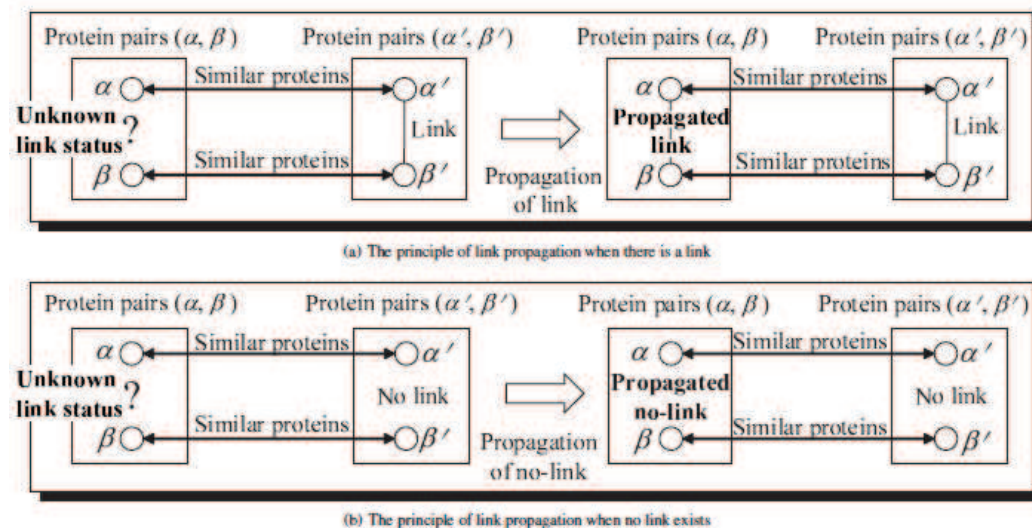 Protein pairs (α, β) Protein pairs (α′, β′) Protein pairs (α, β) Protein pairs (α′, β′)
α Similar proteins α′ α Similar proteins α′
Unknown
link status ? Link Propagated
link Link
β Similar proteins β′ β Similar proteins β′
Propagation
of link
(a) The principle of link propagation when there is a link
Protein pairs (α, β) Protein pairs (α′, β′) Protein pairs (α, β) Protein pairs (α′, β′)
α Similar proteins α′ α Similar proteins α′
Unknown
link status ? No link Propagated
no-link No link
β Similar proteins β′ β Similar proteins β′
Propagation
of no-link
(b) The principle of link propagation when no link exists